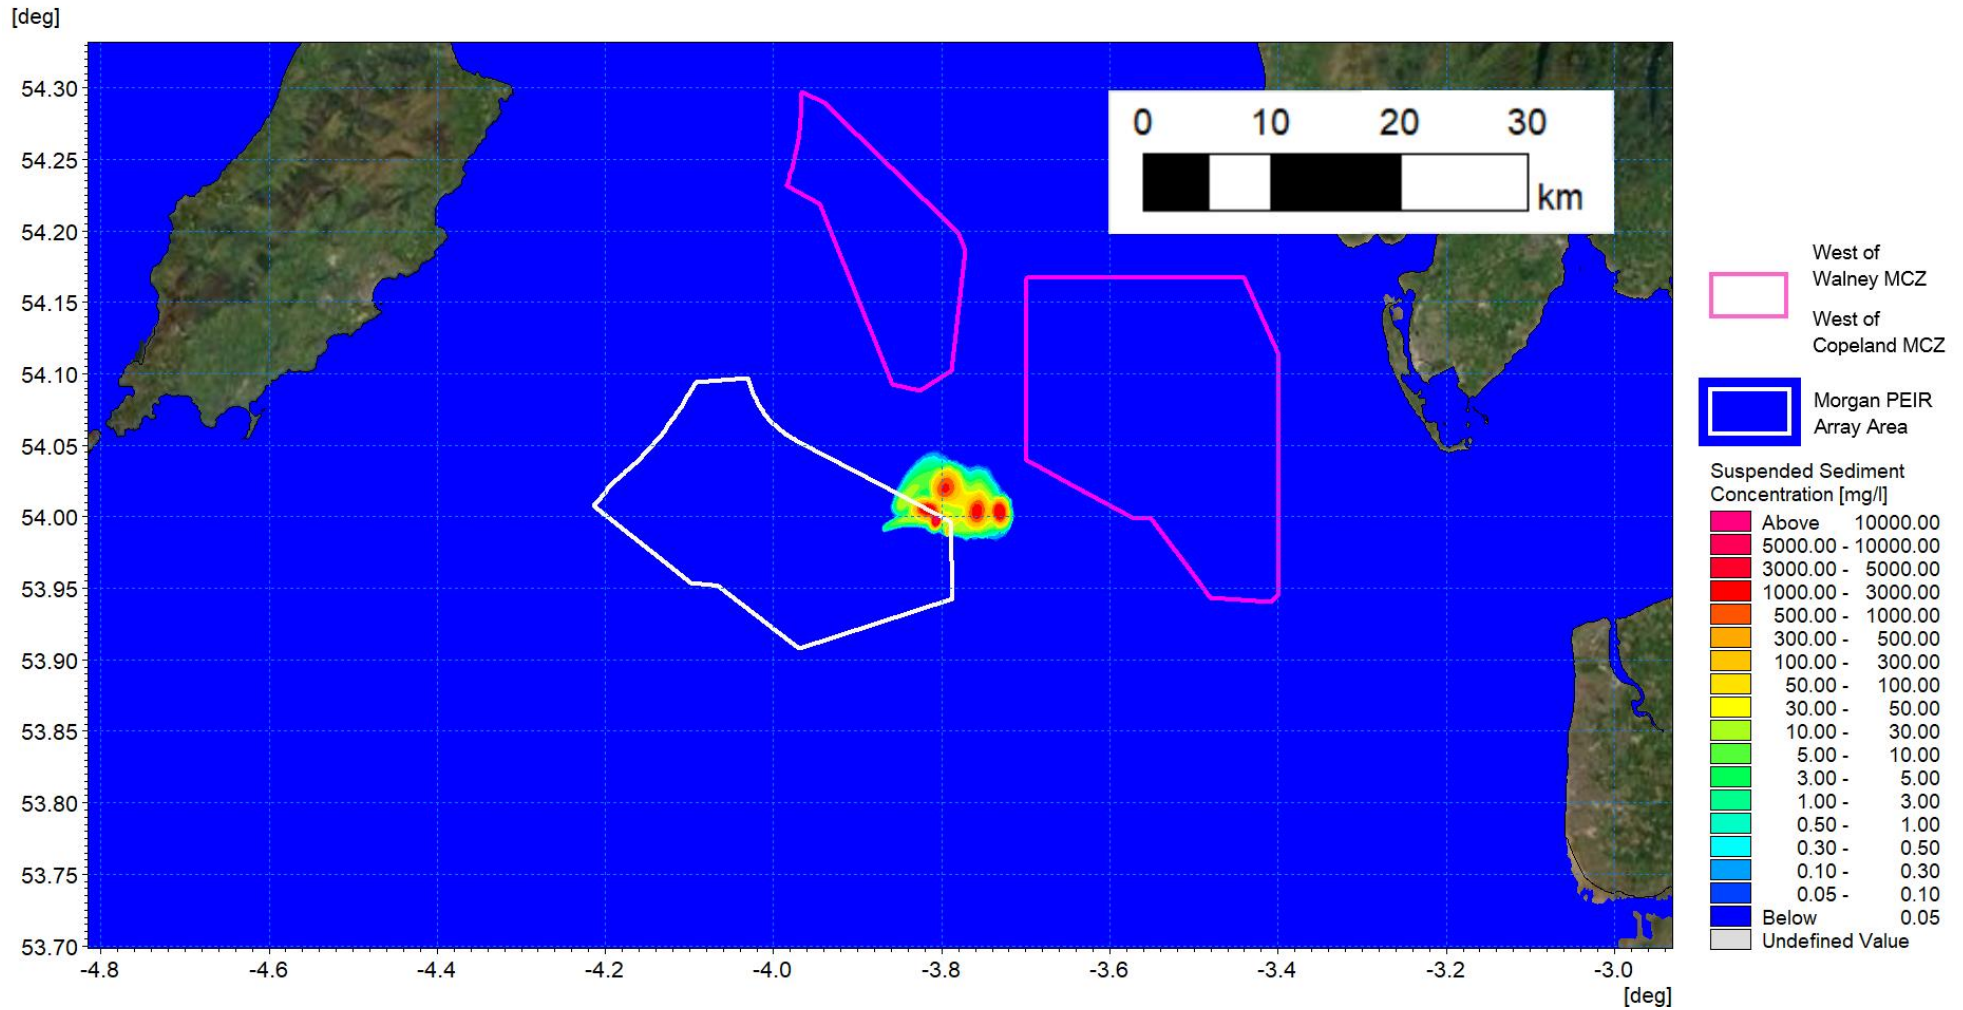 [deg]
54.30
54.25
54.20
54.15
54.10
54.05
54.00
53.95
53.90
53.85
53.80
53.75
53.70
-4.8 -4.6 -4.4 -4.2 -4.0 -3.8 -3.6 -3.4 -3.2 -3.0
[deg]
0 10 20 30
km
West of
Walney MCZ
West of
Copeland MCZ
Morgan PEIR
Array Area
Suspended Sediment
Concentration [mg/l]
Above 10000.00
5000.00 - 10000.00
3000.00 - 5000.00
1000.00 - 3000.00
500.00 - 1000.00
300.00 - 500.00
100.00 - 300.00
50.00 - 100.00
30.00 - 50.00
10.00 - 30.00
5.00 - 10.00
3.00 - 5.00
1.00 - 3.00
0.50 - 1.00
0.30 - 0.50
0.10 - 0.30
0.05 - 0.10
Below 0.05
Undefined Value